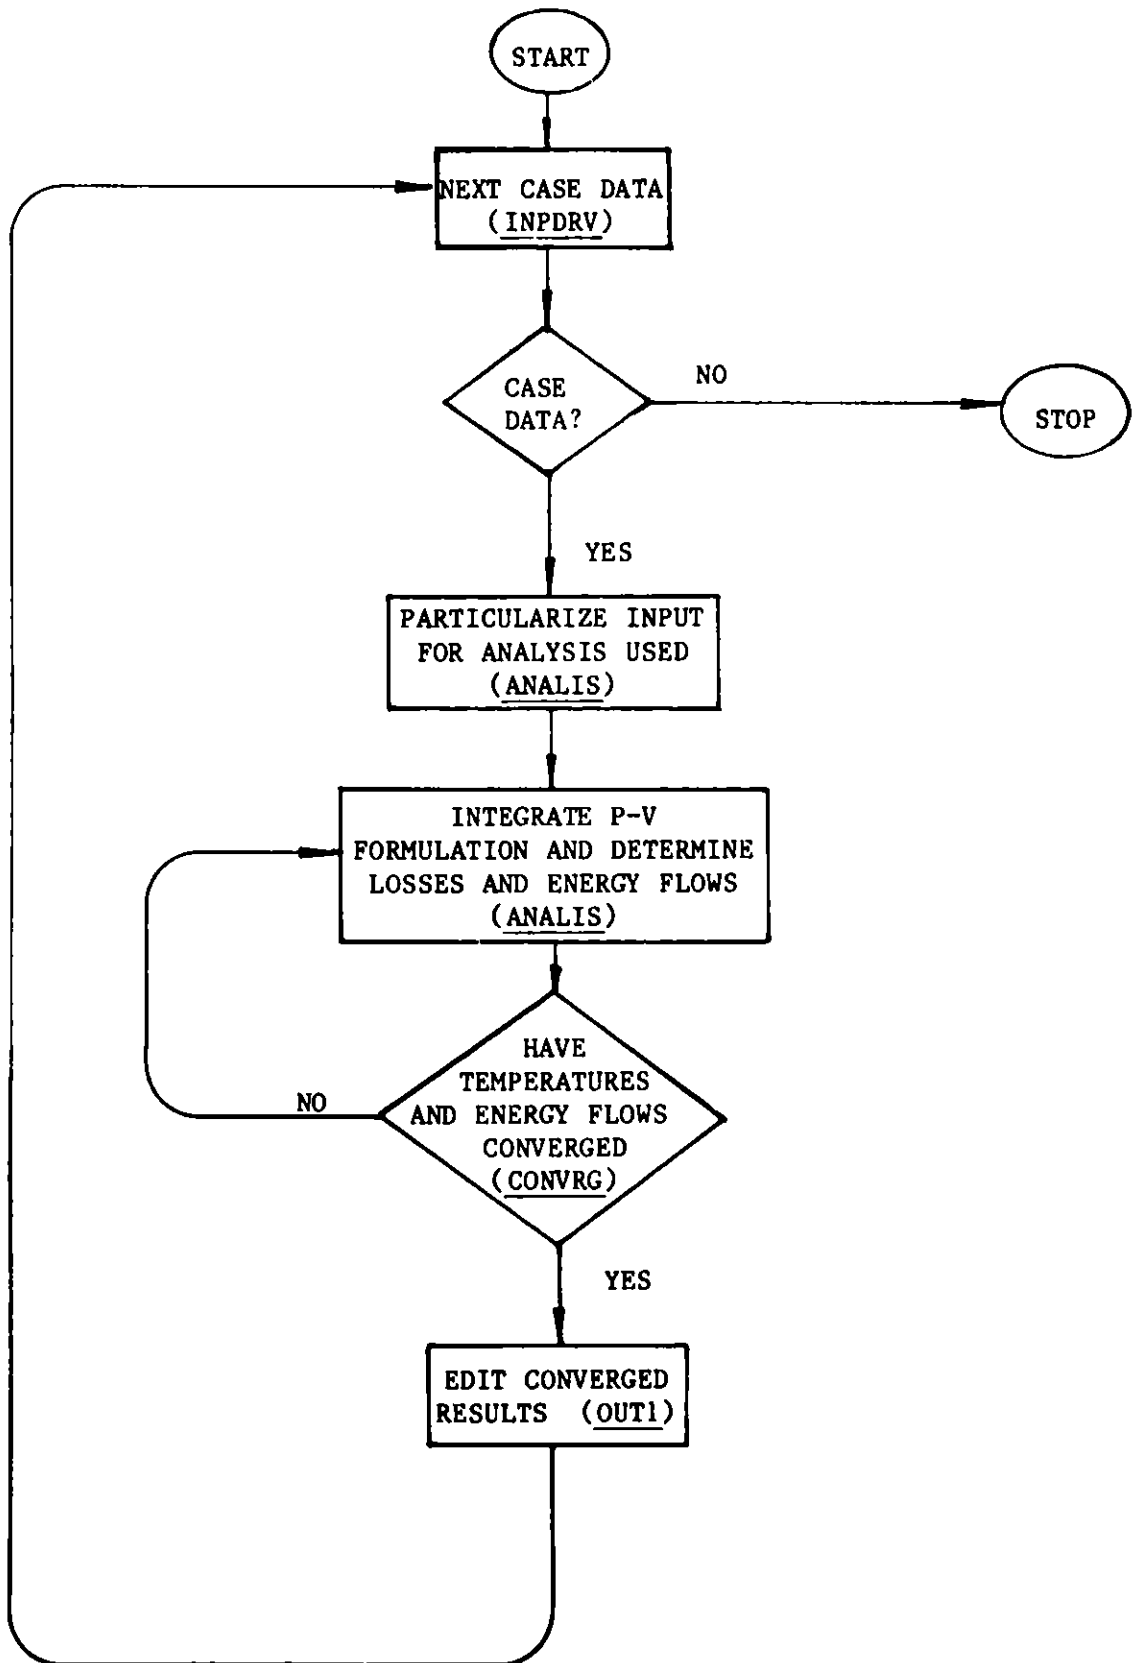 START
NEXT CASE DATA
(INPDRV)
CASE
DATA?
NO
STOP
YES
PARTICULARIZE INPUT
FOR ANALYSIS USED
(ANALIS)
INTEGRATE P-V
FORMULATION AND DETERMINE
LOSSES AND ENERGY FLOWS
(ANALIS)
HAVE
TEMPERATURES
AND ENERGY FLOWS
CONVERGED
(CONVRG)
NO
YES
EDIT CONVERGED
RESULTS (OUT1)